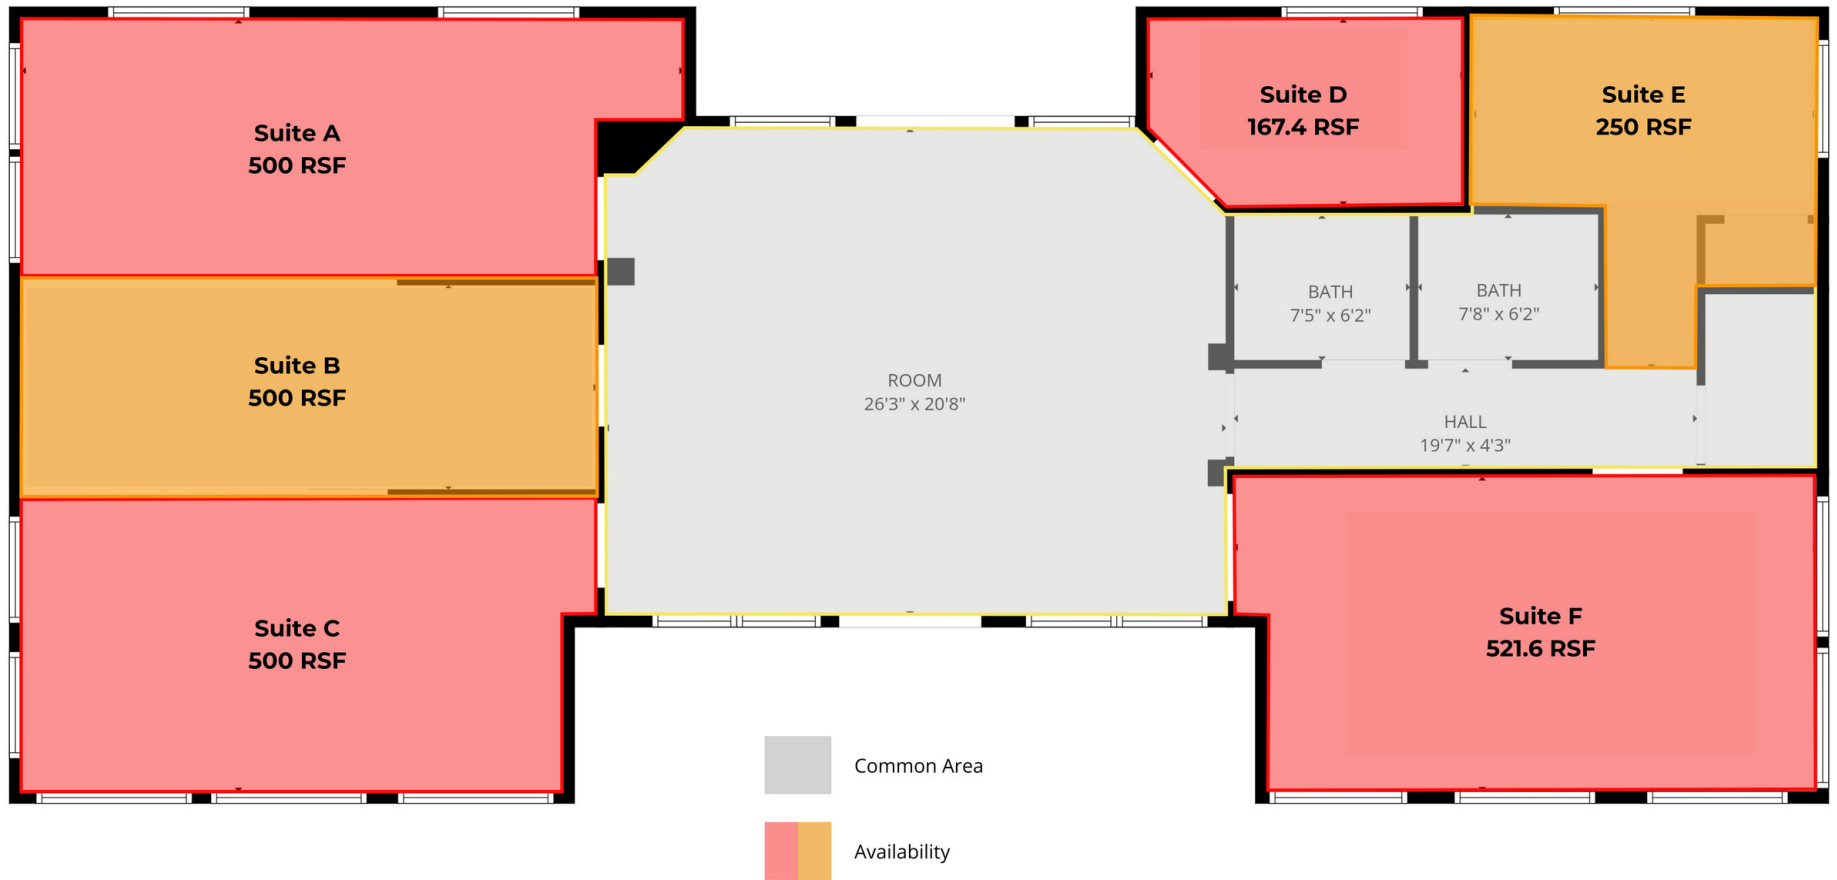 Suite A
500 RSF
Suite D
167.4 RSF
Suite E
250 RSF
BATH
7'5" x 6'2"
BATH
7'8" x 6'2"
Suite B
500 RSF
ROOM
26'3" x 20'8"
HALL
19'7" x 4'3"
Suite C
500 RSF
Suite F
521.6 RSF
Common Area
Availability